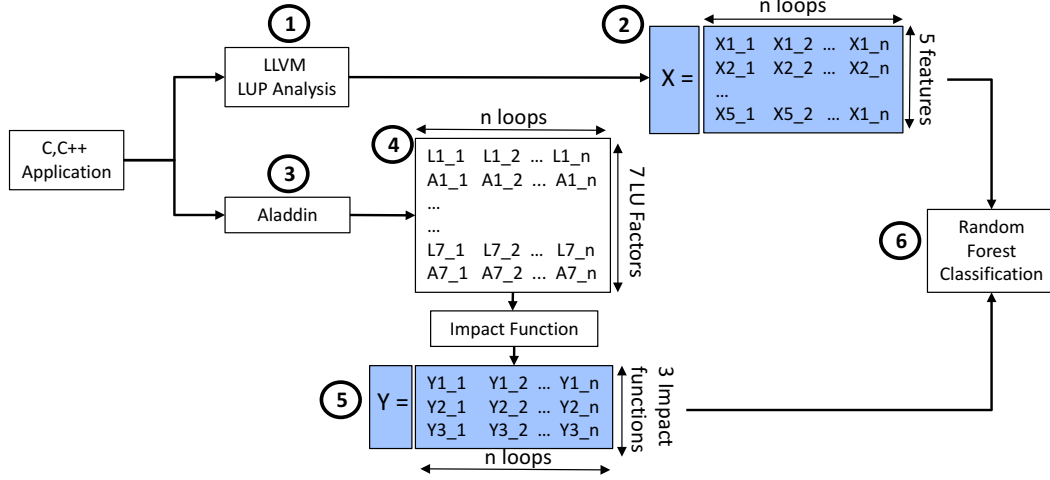 1
LLVM
LUP Analysis
2
n loops
X =
X1_1 X1_2 ... X1_n
X2_1 X2_2 ... X2_n
...
X5_1 X5_2 ... X1_n
5 features
C,C++
Application
3
Aladdin
4
n loops
L1_1 L1_2 ... L1_n
A1_1 A1_2 ... A1_n
...
...
L7_1 L7_2 ... L7_n
A7_1 A7_2 ... A7_n
7 LU Factors
6
Random
Forest
Classification
Impact Function
5
Y =
Y1_1 Y1_2 ... Y1_n
Y2_1 Y2_2 ... Y2_n
Y3_1 Y3_2 ... Y3_n
3 Impact
functions
n loops